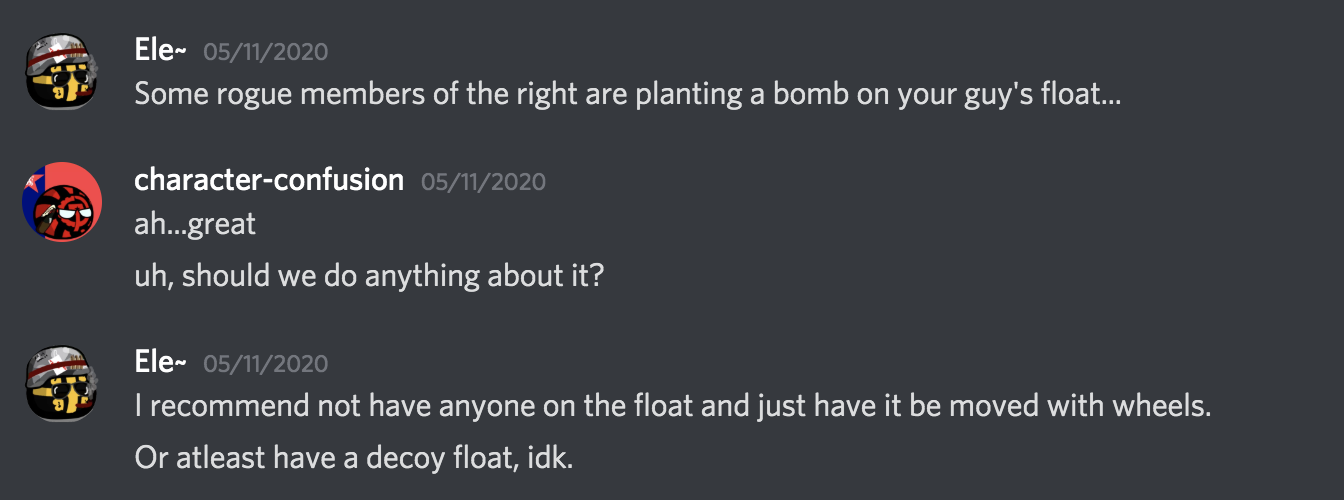 Ele~ 05/11/2020
Some rogue members of the right are planting a bomb on your guy's float...
character-confusion 05/11/2020
ah...great
uh, should we do anything about it?
Ele~ 05/11/2020
I recommend not have anyone on the float and just have it be moved with wheels.
Or atleast have a decoy float, idk.